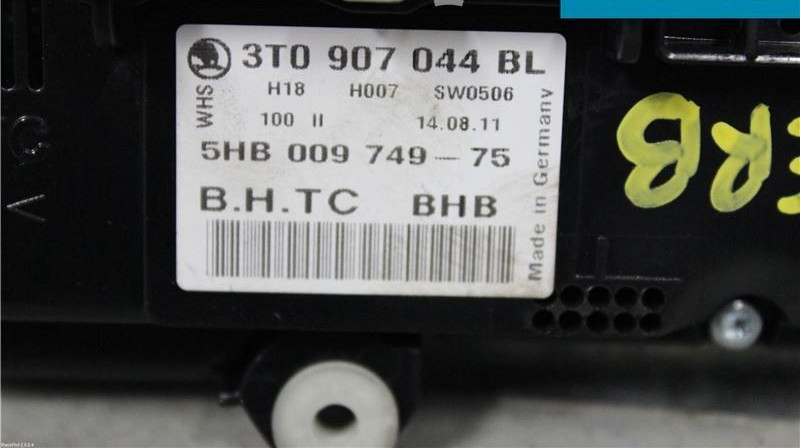 3T0 907 044 BL
WHS
H18 H007 SW0506
100 II 14.08.11
5HB 009 749-75
B.H.TC BHB
Made in Germany